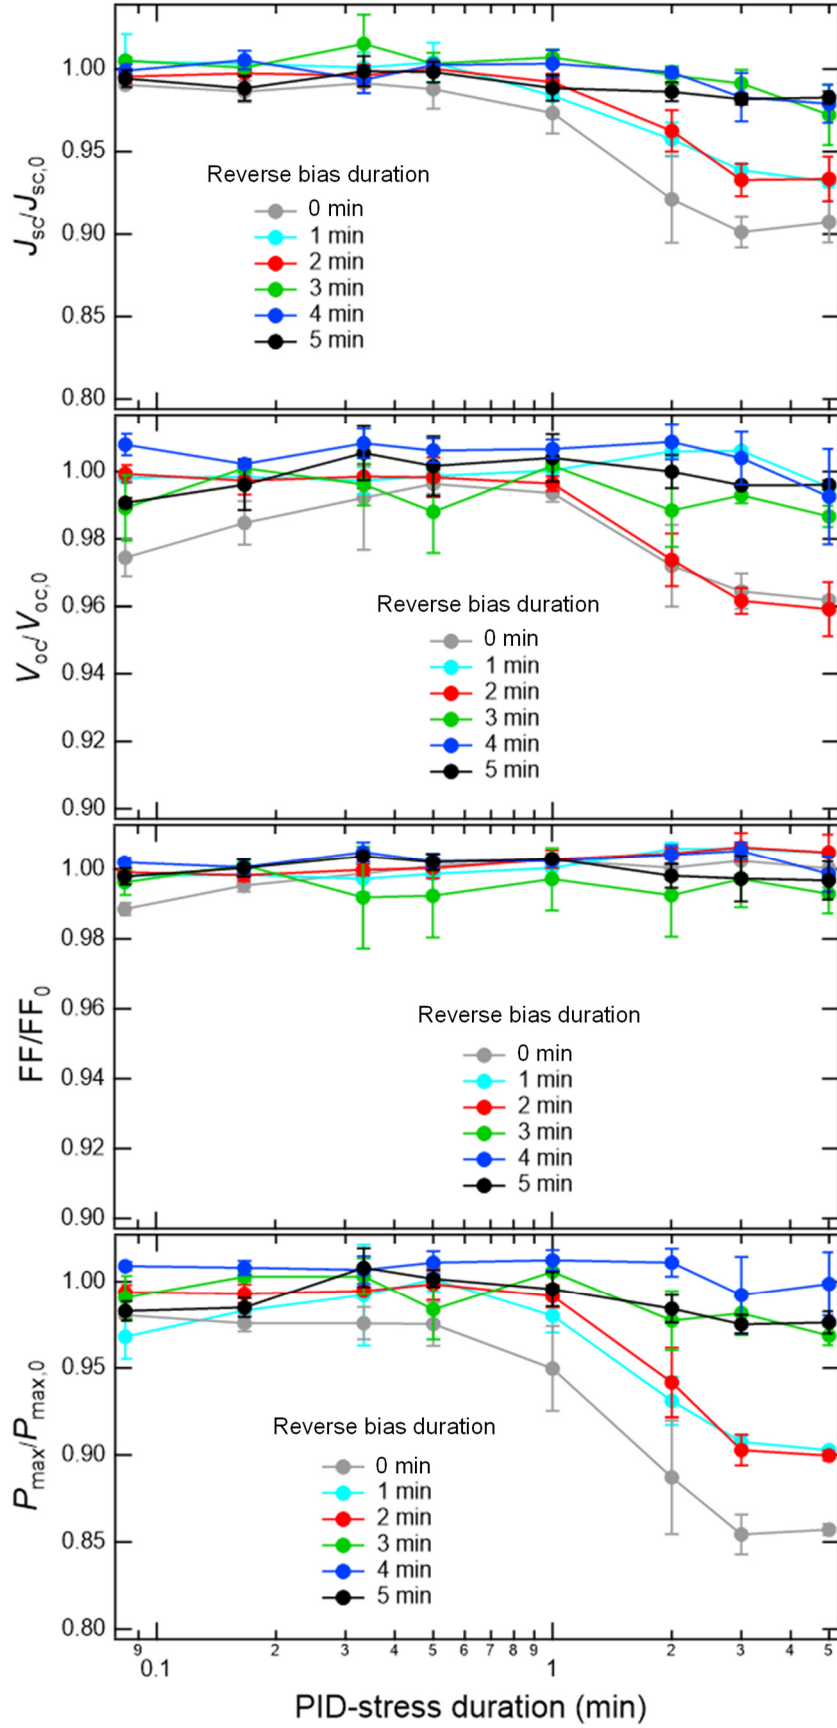 1.00
0.95
0.90
0.85
0.80
Jsc/Jsc,0
Reverse bias duration
0 min
1 min
2 min
3 min
4 min
5 min
1.00
0.98
0.96
0.94
0.92
0.90
Voc/Voc,0
Reverse bias duration
0 min
1 min
2 min
3 min
4 min
5 min
1.00
0.98
0.96
0.94
0.92
0.90
FF/FF0
Reverse bias duration
0 min
1 min
2 min
3 min
4 min
5 min
1.00
0.95
0.90
0.85
0.80
Pmax/Pmax,0
Reverse bias duration
0 min
1 min
2 min
3 min
4 min
5 min
9 2 3 4 5 6 7 8 9 2 3 4 5
0.1 1
PID-stress duration (min)